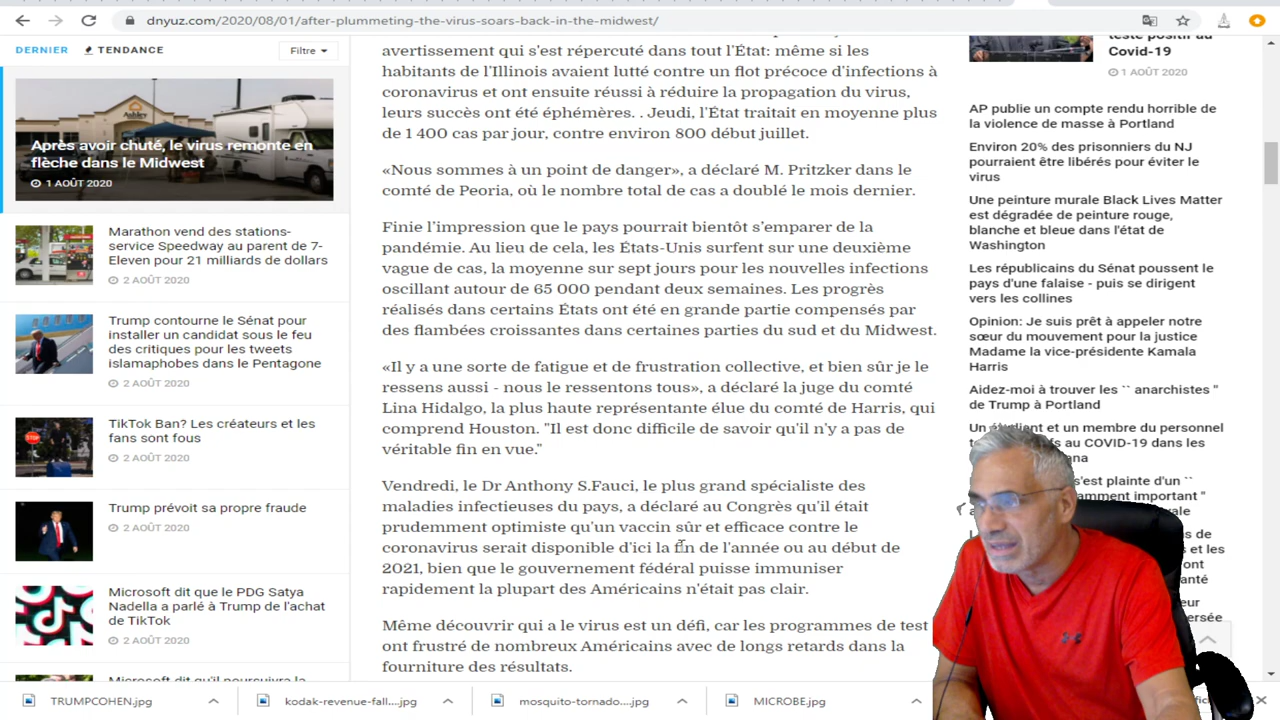 dnyuz.com/2020/08/01/after-plummeting-the-virus-soars-back-in-the-midwest/
DERNIER
TENDANCE
Filtre
Ashley
Après avoir chuté, le virus remonte en
flèche dans le Midwest
1 AOÛT 2020
Marathon vend des stations-
service Speedway au parent de 7-
Eleven pour 21 milliards de dollars
2 AOÛT 2020
Trump contourne le Sénat pour
installer un candidat sous le feu
des critiques pour les tweets
islamaphobes dans le Pentagone
2 AOÛT 2020
TikTok Ban? Les créateurs et les
fans sont fous
2 AOÛT 2020
Trump prévoit sa propre fraude
2 AOÛT 2020
Microsoft dit que le PDG Satya
Nadella a parlé à Trump de l'achat
de TikTok
2 AOÛT 2020
avertissement qui s'est répercuté dans tout l'État: même si les
habitants de l'Illinois avaient lutté contre un flot précoce d'infections à
coronavirus et ont ensuite réussi à réduire la propagation du virus,
leurs succès ont été éphémères. . Jeudi, l'État traitait en moyenne plus
de 1 400 cas par jour, contre environ 800 début juillet.
«Nous sommes à un point de danger», a déclaré M. Pritzker dans le
comté de Peoria, où le nombre total de cas a doublé le mois dernier.
Finie l'impression que le pays pourrait bientôt s'emparer de la
pandémie. Au lieu de cela, les États-Unis surfent sur une deuxième
vague de cas, la moyenne sur sept jours pour les nouvelles infections
oscillant autour de 65 000 pendant deux semaines. Les progrès
réalisés dans certains États ont été en grande partie compensés par
des flambées croissantes dans certaines parties du sud et du Midwest.
«Il y a une sorte de fatigue et de frustration collective, et bien sûr je le
ressens aussi - nous le ressentons tous», a déclaré la juge du comté
Lina Hidalgo, la plus haute représentante élue du comté de Harris, qui
comprend Houston. "Il est donc difficile de savoir qu'il n'y a pas de
véritable fin en vue."
Vendredi, le Dr Anthony S.Fauci, le plus grand spécialiste des
maladies infectieuses du pays, a déclaré au Congrès qu'il était
prudemment optimiste qu'un vaccin sûr et efficace contre le
coronavirus serait disponible d'ici la fin de l'année ou au début de
2021, bien que le gouvernement fédéral puisse immuniser
rapidement la plupart des Américains n'était pas clair.
Même découvrir qui a le virus est un défi, car les programmes de test
ont frustré de nombreux Américains avec de longs retards dans la
fourniture des résultats.
Covid-19
1 AOÛT 2020
AP publie un compte rendu horrible de
la violence de masse à Portland
Environ 20% des prisonniers du NJ
pourraient être libérés pour éviter le
virus
Une peinture murale Black Lives Matter
est dégradée de peinture rouge,
blanche et bleue dans l'état de
Washington
Les républicains du Sénat poussent le
pays d'une falaise - puis se dirigent
vers les collines
Opinion: Je suis prêt à appeler notre
sœur du mouvement pour la justice
Madame la vice-présidente Kamala
Harris
Aidez-moi à trouver les `` anarchistes "
de Trump à Portland
Un étudiant et un membre du personnel
au COVID-19 dans les
s'est plainte d'un ``
important "
TRUMPCOHEN.jpg
kodak-revenue-fall....jpg
mosquito-tornado....jpg
MICROBE.jpg